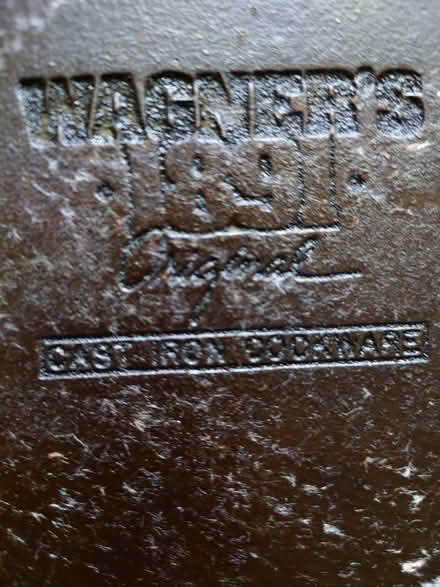 WAGNER'S
·1891·
Original
CAST IRON COOKWARE